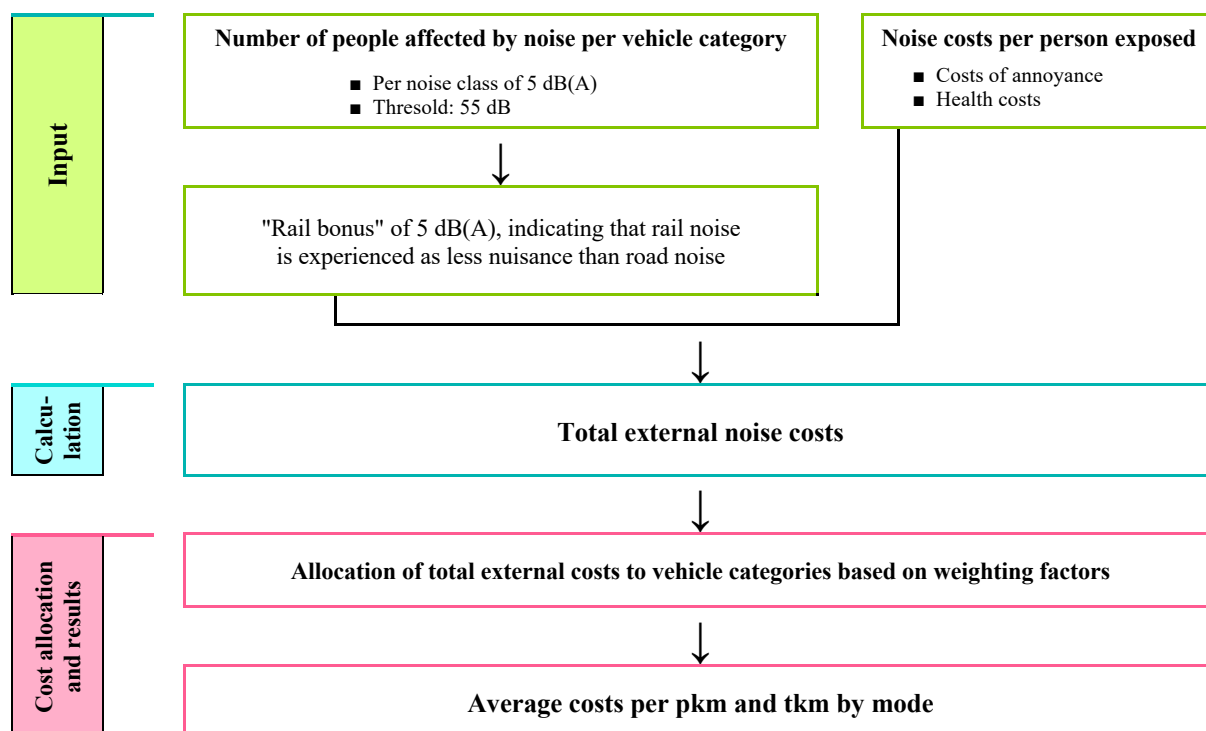 Input
Number of people affected by noise per vehicle category
■ Per noise class of 5 dB(A)
■ Thresold: 55 dB
Noise costs per person exposed
■ Costs of annoyance
■ Health costs
"Rail bonus" of 5 dB(A), indicating that rail noise
is experienced as less nuisance than road noise
Calcu-
lation
Total external noise costs
Cost allocation
and results
Allocation of total external costs to vehicle categories based on weighting factors
Average costs per pkm and tkm by mode